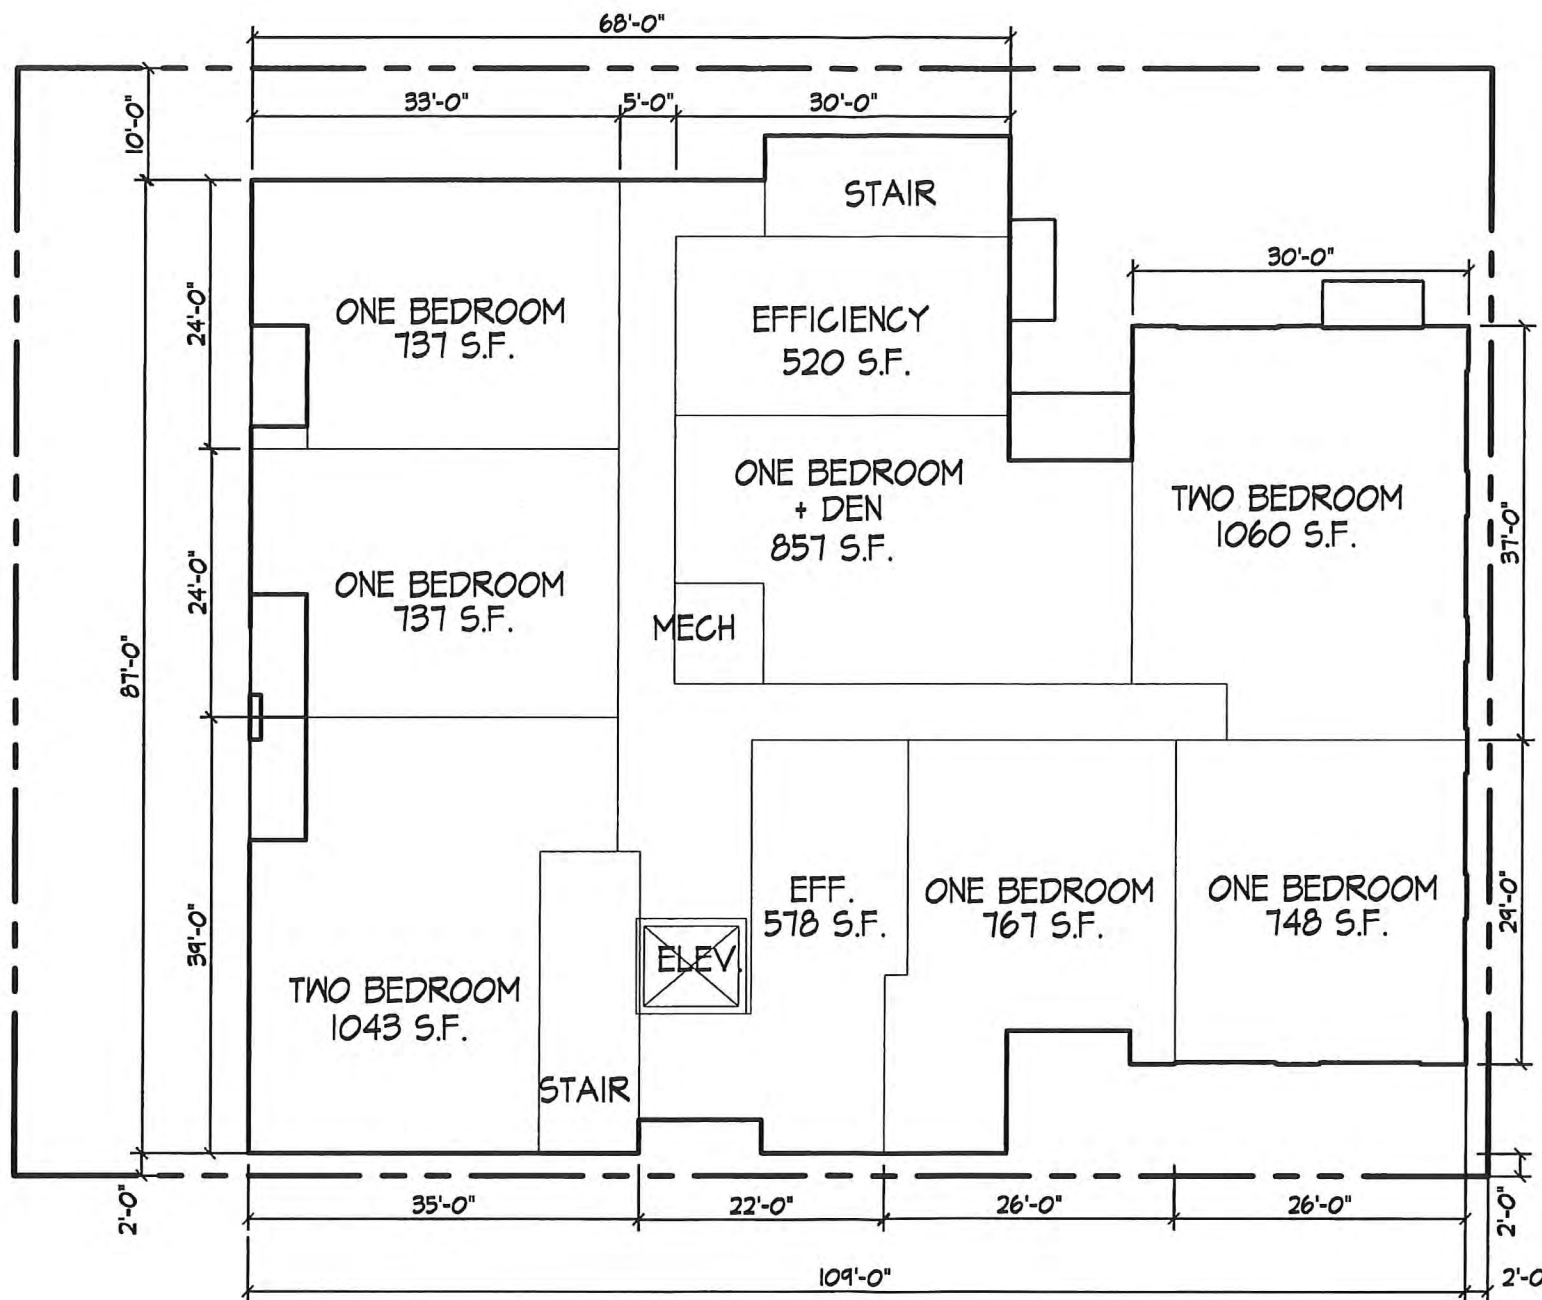 68'-0"
33'-0"
5'-0"
30'-0"
10'-0"
STAIR
30'-0"
24'-0"
ONE BEDROOM
737 S.F.
EFFICIENCY
520 S.F.
ONE BEDROOM
+ DEN
857 S.F.
TWO BEDROOM
1060 S.F.
37'-0"
24'-0"
ONE BEDROOM
737 S.F.
MECH
87'-0"
39'-0"
EFF.
578 S.F.
ONE BEDROOM
767 S.F.
ONE BEDROOM
748 S.F.
29'-0"
ELEV.
TWO BEDROOM
1043 S.F.
STAIR
2'-0"
35'-0"
22'-0"
26'-0"
26'-0"
2'-0"
109'-0"
2'-0